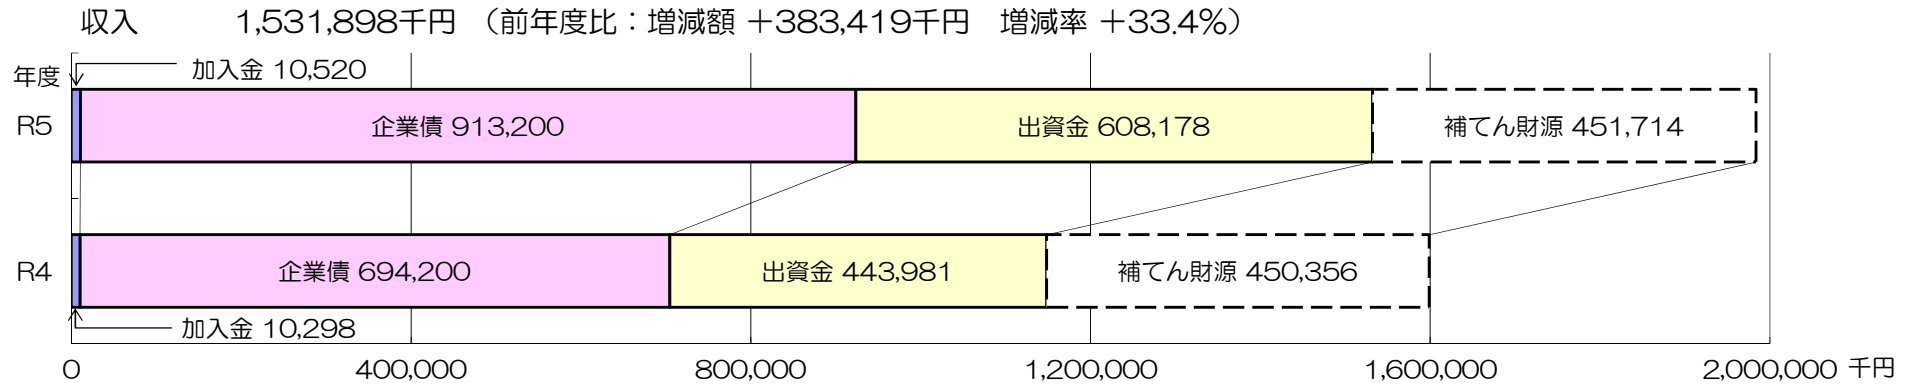 収入　1,531,898千円 （前年度比：増減額 ＋383,419千円　増減率 ＋33.4％）
年度
加入金 10,520
R5 企業債 913,200 出資金 608,178 補てん財源 451,714
R4 企業債 694,200 出資金 443,981 補てん財源 450,356
加入金 10,298
0 400,000 800,000 1,200,000 1,600,000 2,000,000 千円